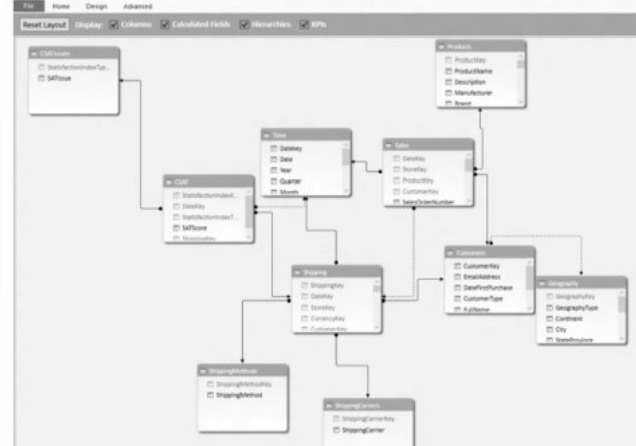 File Home Design Advanced
Reset Layout Display: Columns Calculated Fields Hierarchies KPIs
CSATIssues
SATIssue
Products
ProductKey
ProductName
Description
Manufacturer
Brand
Time
DateKey
Date
Year
Quarter
Month
Sales
DateKey
StoreKey
ProductKey
CustomerKey
SalesOrderNumber
CSAT
StatisfactionIndexA...
DateKey
StatisfactionIndexT...
SATScore
ShippingKey
Shipping
ShippingKey
DateKey
StoreKey
CurrencyKey
CustomerKey
Customers
CustomerKey
EmailAddress
DateFirstPurchase
CustomerType
FullName
Geography
GeographyKey
GeographyType
Continent
City
StateProvince
ShippingMethods
ShippingMethodKey
ShippingMethod
ShippingCarriers
ShippingCarrierKey
ShippingCarrier